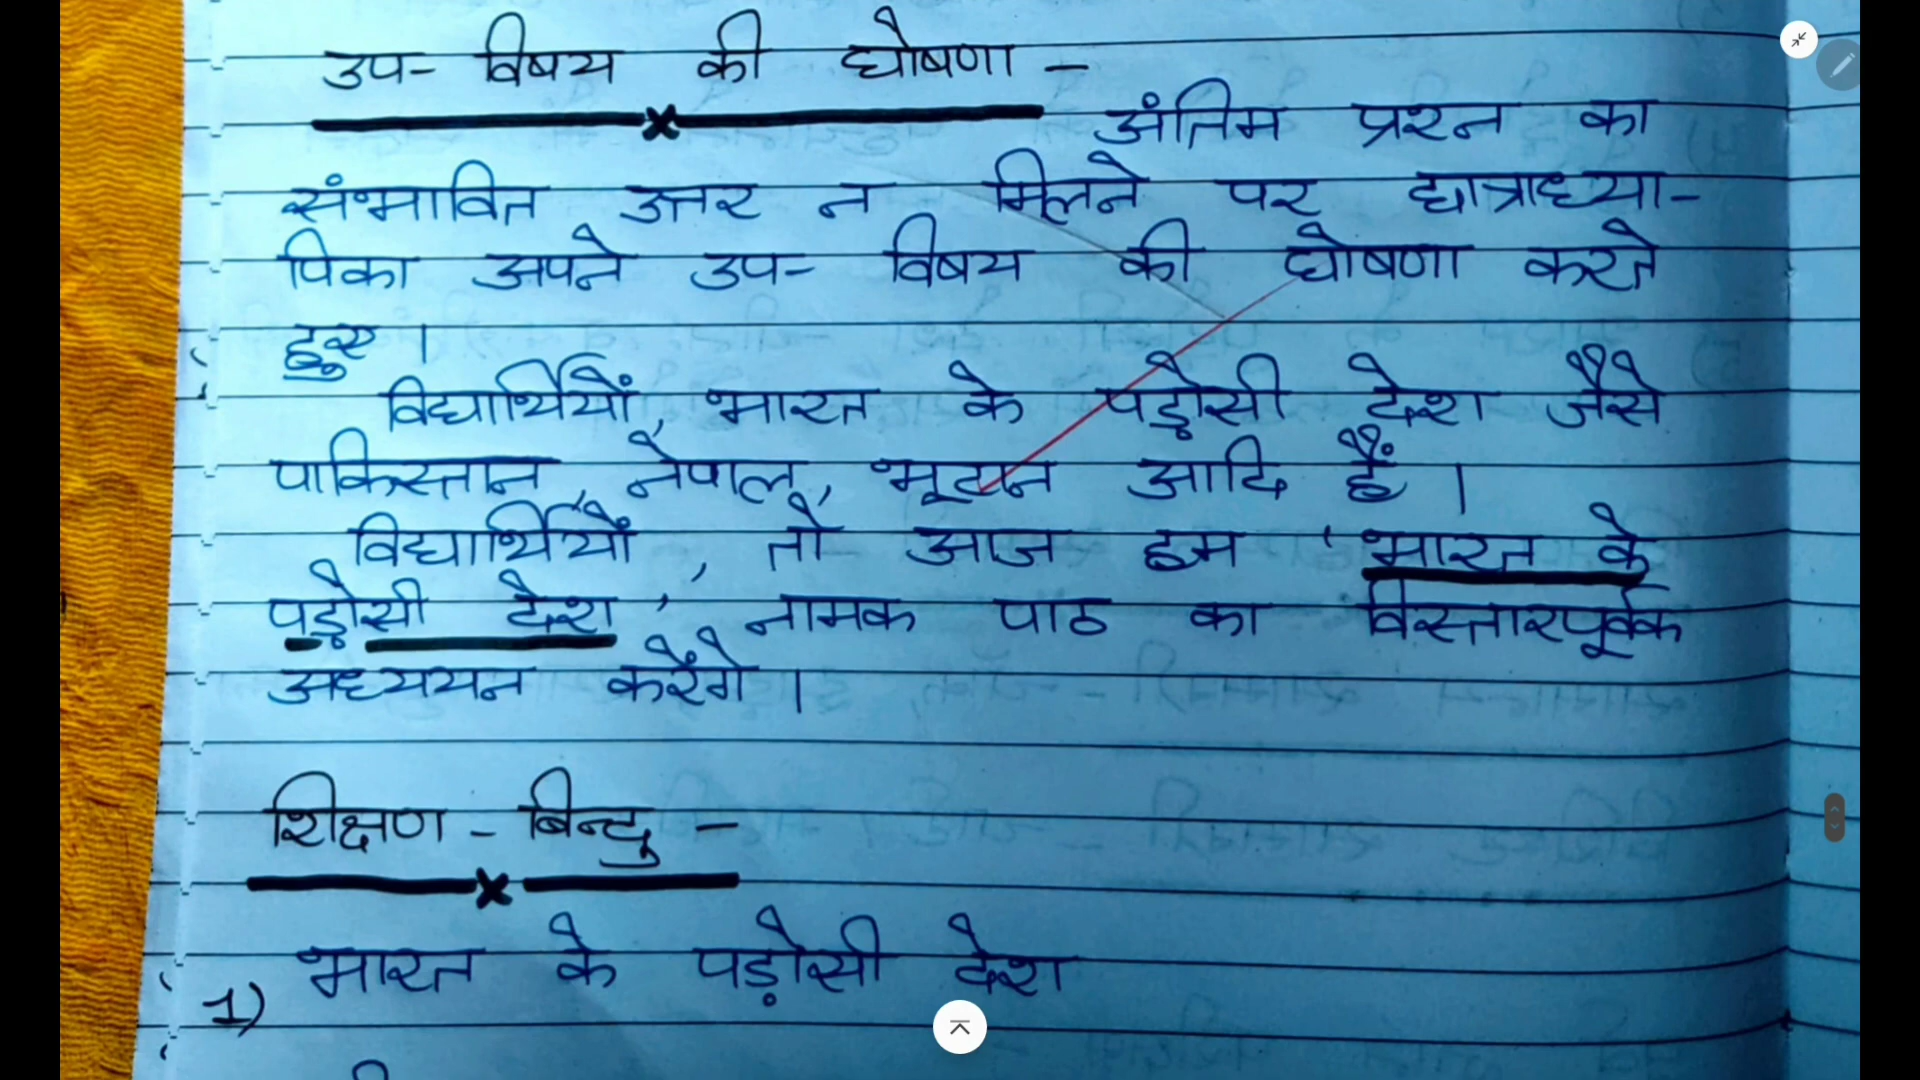 उप- विषय की घोषणा -
अंतिम प्रश्न का
संभावित उत्तर न मिलने पर छात्राध्या-
पिका अपने उप- विषय की घोषणा करते
हुए ।
विद्यार्थियों, भारत के पड़ोसी देश जैसे
पाकिस्तान, नेपाल, भूटान आदि हैं ।
विद्यार्थियों, तो आज हम 'भारत के
पड़ोसी देश' नामक पाठ का विस्तारपूर्वक
अध्ययन करेंगे ।
शिक्षण - बिन्दु -
1) भारत के पड़ोसी देश